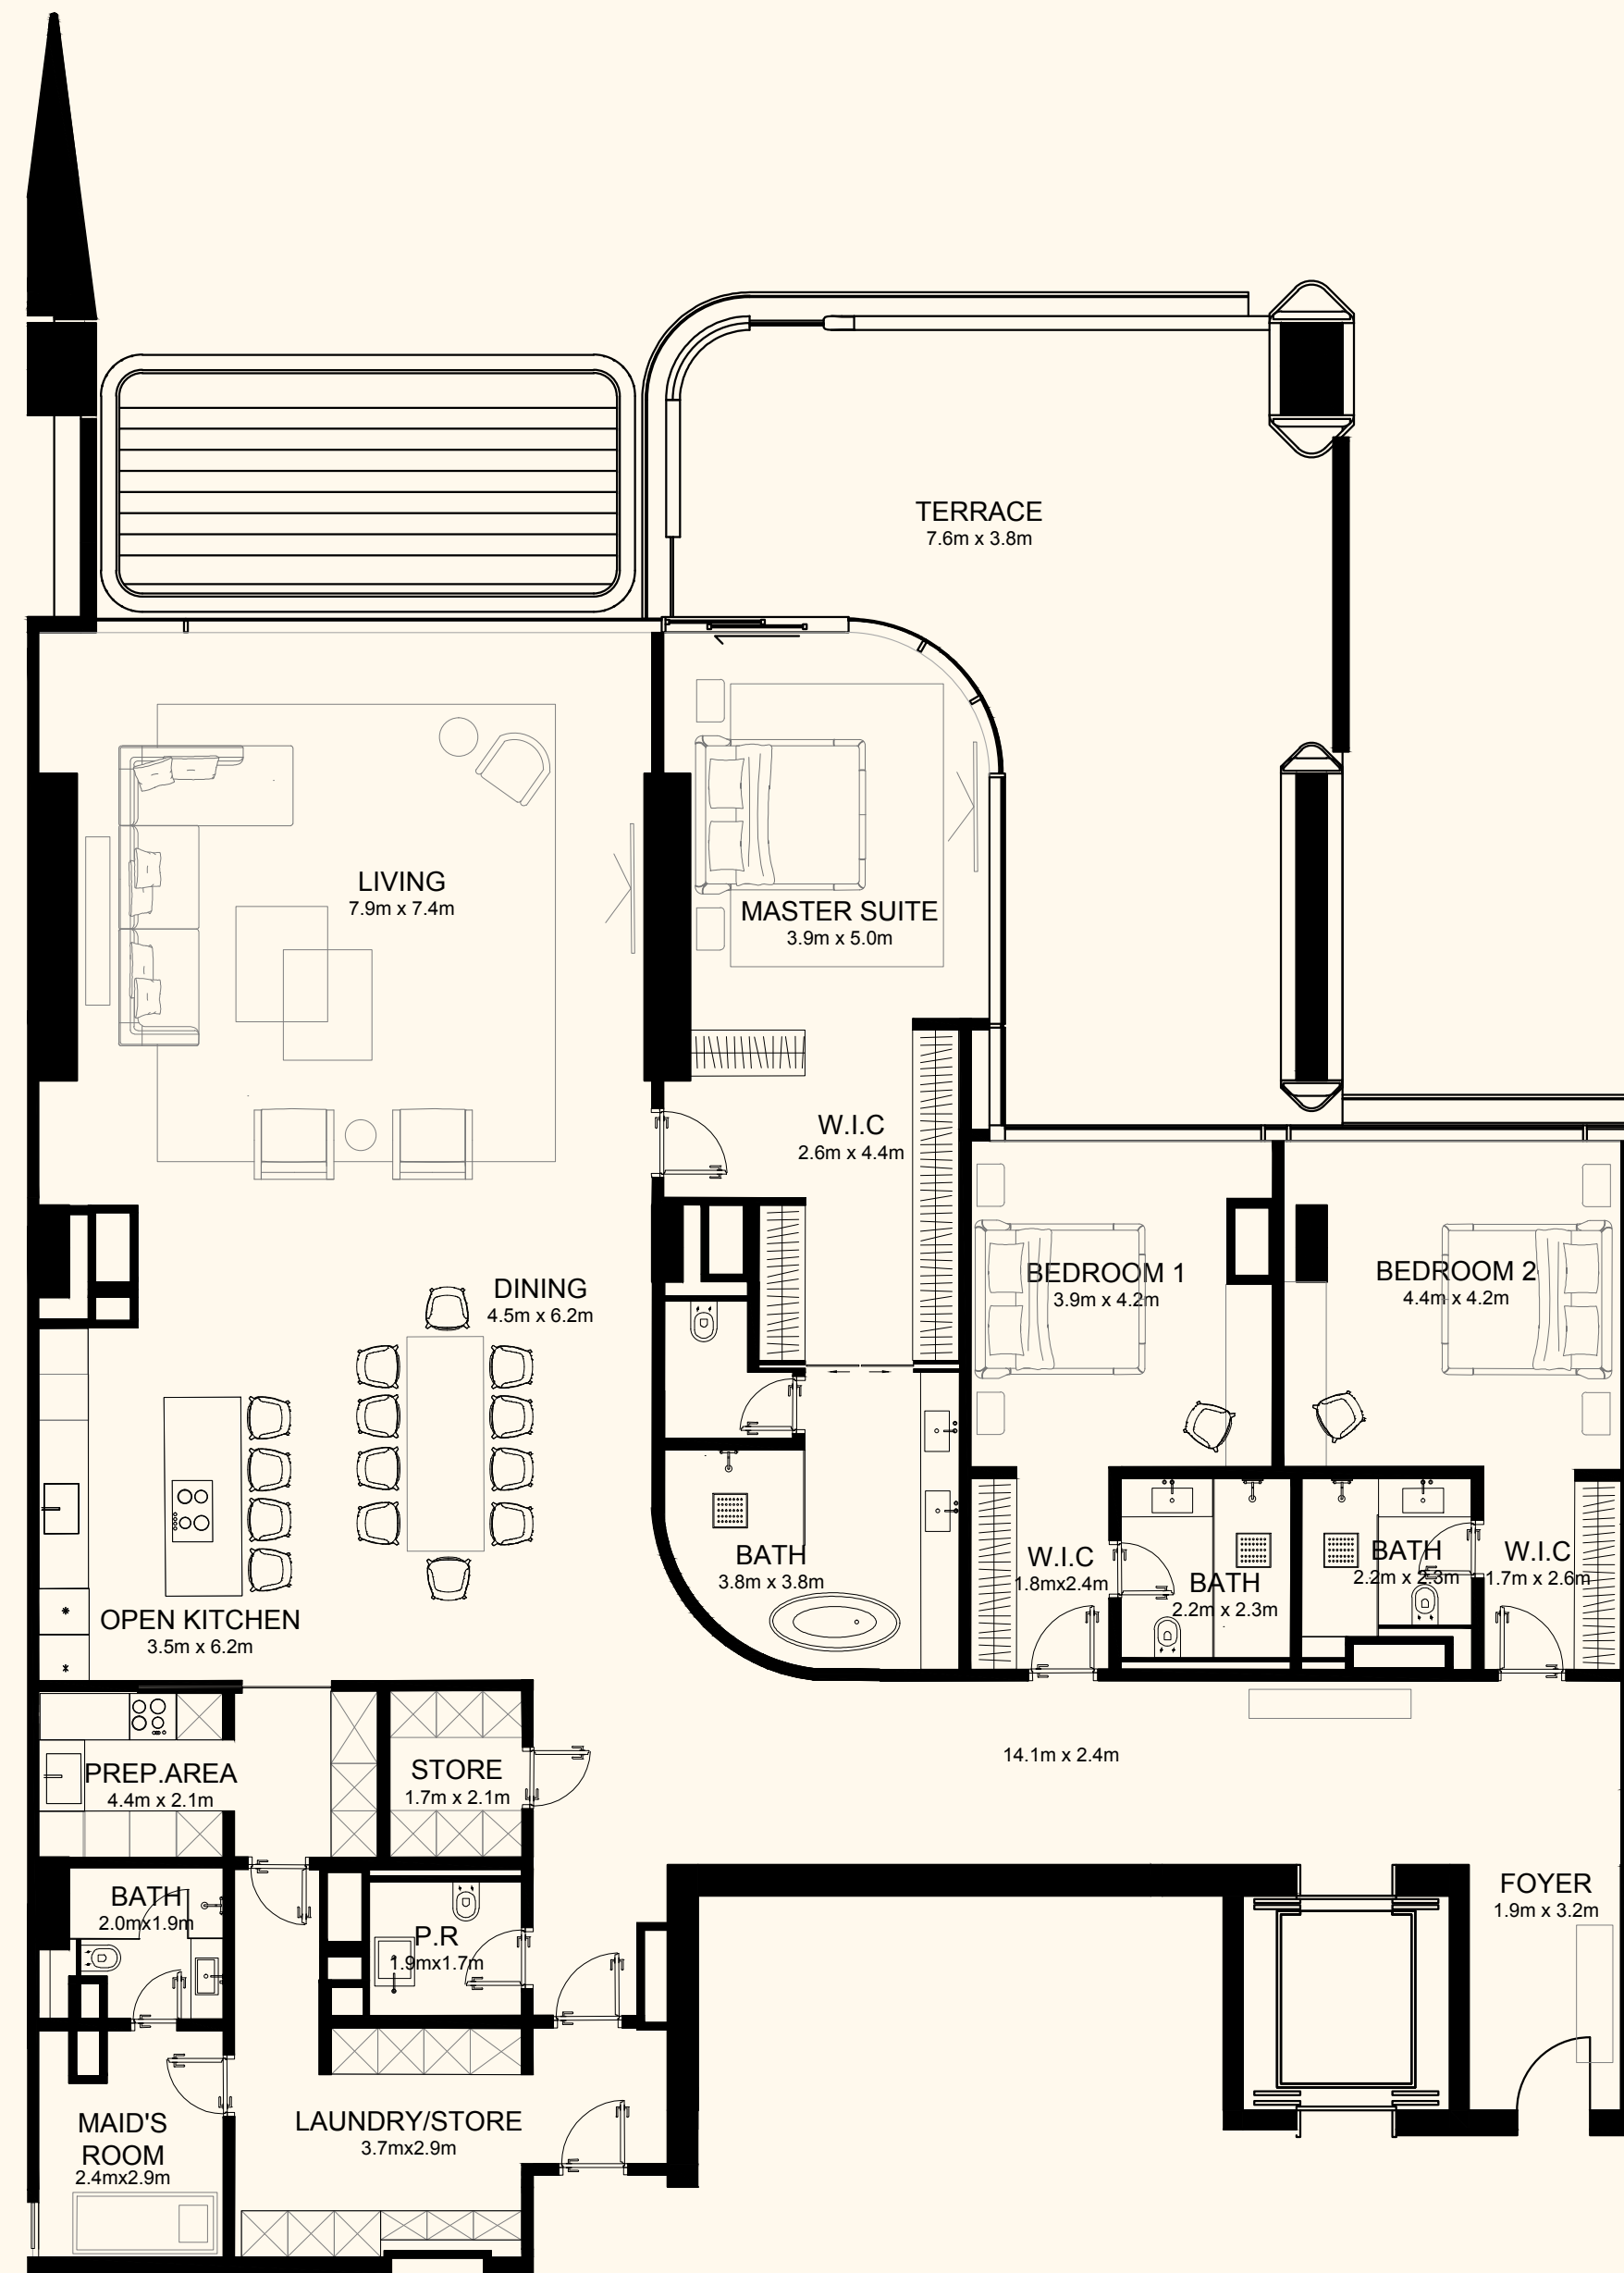 TERRACE
7.6m x 3.8m
LIVING
7.9m x 7.4m
MASTER SUITE
3.9m x 5.0m
W.I.C
2.6m x 4.4m
DINING
4.5m x 6.2m
BEDROOM 1
3.9m x 4.2m
BEDROOM 2
4.4m x 4.2m
OPEN KITCHEN
3.5m x 6.2m
BATH
3.8m x 3.8m
W.I.C
1.8mx2.4m
BATH
2.2m x 2.3m
BATH
2.2m x 2.3m
W.I.C
1.7m x 2.6m
PREP.AREA
4.4m x 2.1m
STORE
1.7m x 2.1m
14.1m x 2.4m
BATH
2.0mx1.9m
P.R
1.9mx1.7m
FOYER
1.9m x 3.2m
MAID'S
ROOM
2.4mx2.9m
LAUNDRY/STORE
3.7mx2.9m